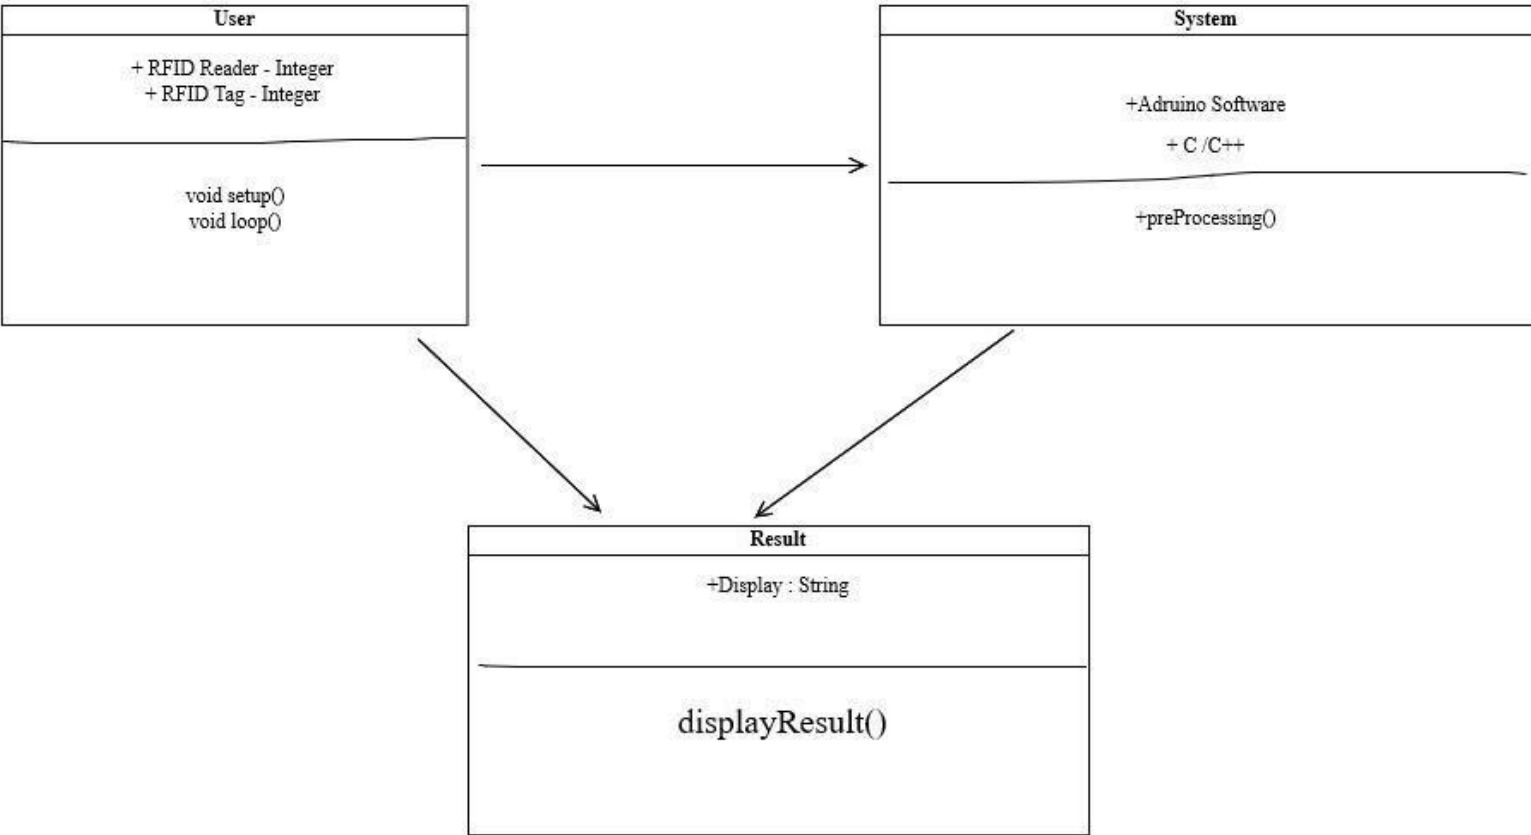 User
+ RFID Reader - Integer
+ RFID Tag - Integer
void setup()
void loop()
System
+Adruino Software
+ C /C++
+preProcessing()
Result
+Display : String
displayResult()